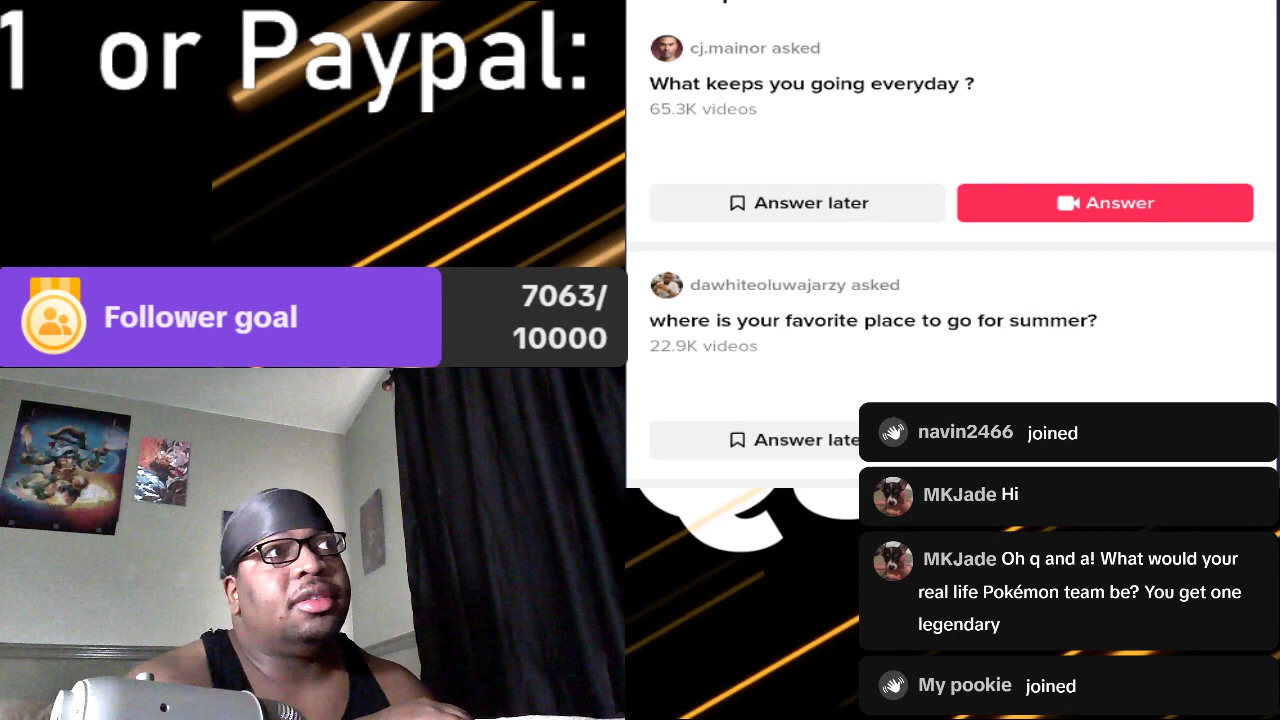 1 or Paypal:
Follower goal
7063/
10000
cj.mainor asked
What keeps you going everyday ?
65.3K videos
Answer later
Answer
dawhiteoluwajarzy asked
where is your favorite place to go for summer?
22.9K videos
Answer late
navin2466 joined
MKJade Hi
MKJade Oh q and a! What would your
real life Pokémon team be? You get one
legendary
My pookie joined